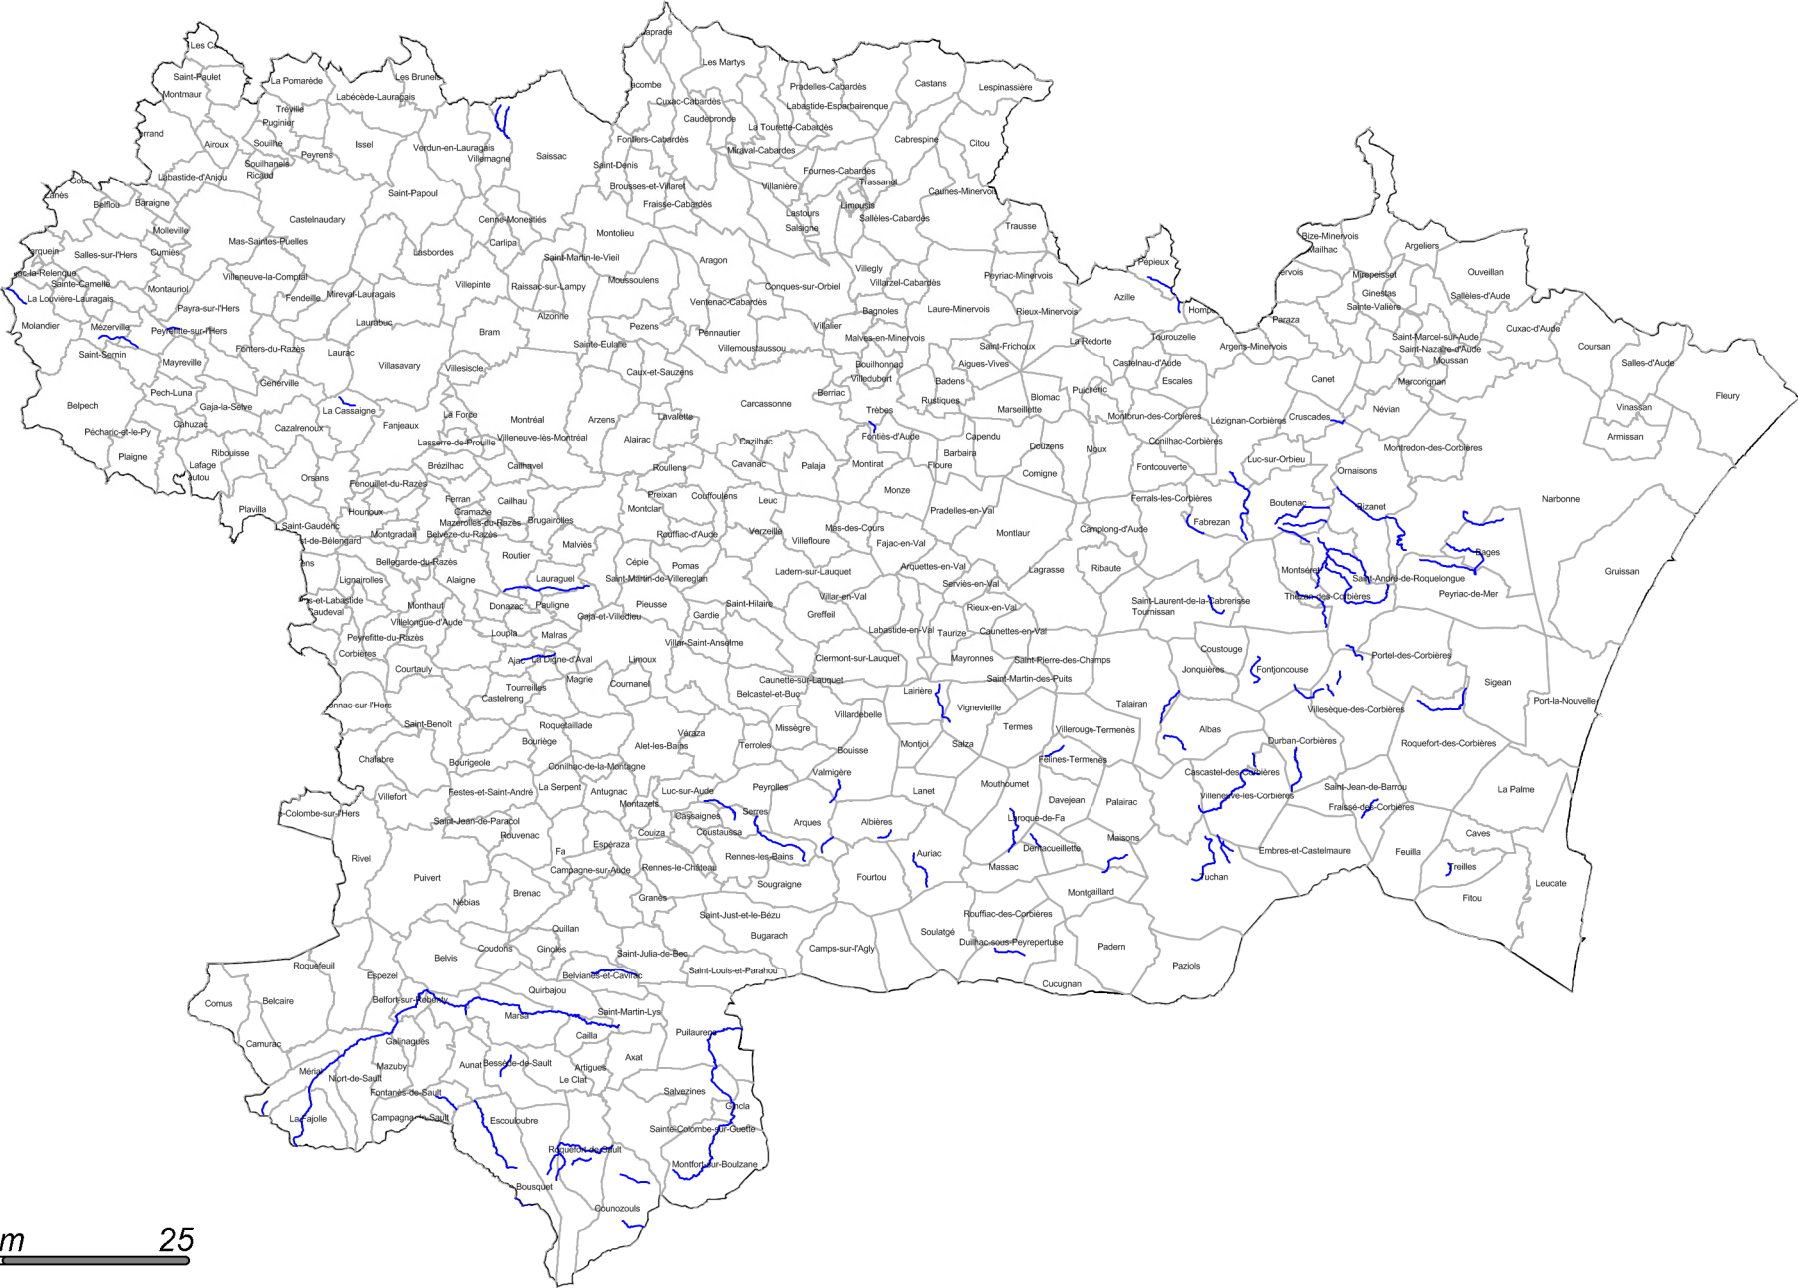 Laprade
Les Martys
Saint-Paulet
La Pomarède
Les Brunels
Montmaur
Labécède-Lauragais
Pradelles-Cabardès
Castans
Lespinassière
Cuxac-Cabardès
Labastide-Esparbairenque
Tréville
Puginier
Caudebronde
La Tourette-Cabardès
Airoux
Souilhe
Issel
Verdun-en-Lauragais
Fontiers-Cabardès
Miraval-Cabardes
Cabrespine
Citou
Peyrens
Villemagne
Saissac
Souilhanels
Saint-Denis
Ricaud
Labastide-d'Anjou
Fournes-Cabardès
Trassanel
Saint-Papoul
Brousses-et-Villaret
Villanière
Caunes-Minervois
Belflou
Baraigne
Fraisse-Cabardès
Limousis
Castelnaudary
Cenne-Monestiés
Lastours
Sallèles-Cabardès
Salsigne
Trausse
Molleville
Montolieu
Bize-Minervois
Mas-Saintes-Puelles
Carlipa
Mailhac
Argeliers
Salles-sur-l'Hers
Cumiès
Lasbordes
Saint-Martin-le-Vieil
Aragon
Pépieux
Villegly
Mirepeisset
Ouveillan
Sainte-Camelle
Villeneuve-la-Comptal
Moussoulens
Peyriac-Minervois
Montauriol
Villepinte
Raissac-sur-Lampy
Conques-sur-Orbiel
Villarzel-Cabardès
La Louvière-Lauragais
Fendeille
Mireval-Lauragais
Ventenac-Cabardès
Azille
Ginestas
Sallèles-d'Aude
Payra-sur-l'Hers
Bagnoles
Laure-Minervois
Rieux-Minervois
Homps
Sainte-Valière
Molandier
Mézerville
Peyrefitte-sur-l'Hers
Laurabuc
Bram
Alzonne
Pezens
Pennautier
Villalier
Paraza
Cuxac-d'Aude
Malves-en-Minervois
La Redorte
Tourouzelle
Saint-Marcel-sur-Aude
Sainte-Eulalie
Villemoustaussou
Saint-Frichoux
Argens-Minervois
Saint-Nazaire-d'Aude
Coursan
Saint-Sernin
Fonters-du-Razès
Laurac
Moussan
Mayreville
Villasavary
Villesiscle
Caux-et-Sauzens
Bouilhonnac
Aigues-Vives
Castelnau-d'Aude
Salles-d'Aude
Villedubert
Badens
Escales
Canet
Marcorignan
Generville
Pech-Luna
Berriac
Rustiques
Puichéric
Blomac
Fleury
Belpech
Gaja-la-Selve
La Cassaigne
La Force
Carcassonne
Trèbes
Marseillette
Montbrun-des-Corbières
Cruscades
Névian
Vinassan
Cahuzac
Cazalrenoux
Fanjeaux
Montréal
Arzens
Lavalette
Lézignan-Corbières
Pécharic-et-le-Py
Lasserre-de-Prouille
Villeneuve-lès-Montréal
Alairac
Cazilhac
Fontiès-d'Aude
Capendu
Douzens
Conilhac-Corbières
Armissan
Montredon-des-Corbières
Plaigne
Ribouisse
Barbaira
Moux
Lafage
Brézilhac
Cailhavel
Roullens
Cavanac
Palaja
Montirat
Floure
Comigne
Fontcouverte
Luc-sur-Orbieu
Ornaisons
Orsans
Fenouillet-du-Razès
Preixan
Couffoulens
Leuc
Monze
Ferrals-les-Corbières
Boutenac
Bizanet
Narbonne
Plavilla
Hounoux
Ferran
Cailhau
Montclar
Pradelles-en-Val
Gramazie
Mazerolles-du-Razès
Brugairolles
Fabrezan
Saint-Gaudéric
Montgradail
Belvèze-du-Razès
Rouffiac-d'Aude
Verzeille
Mas-des-Cours
Montlaur
Camplong-d'Aude
Malviès
Villefloure
Fajac-en-Val
Bages
Routier
Bellegarde-du-Razès
Cépie
Pomas
Arquettes-en-Val
Lagrasse
Ribaute
Montséret
Gruissan
Lignairolles
Alaigne
Lauraguel
Saint-Martin-de-Villereglan
Ladern-sur-Lauquet
Serviès-en-Val
Saint-André-de-Roquelongue
Peyriac-de-Mer
Monthaut
Donazac
Pauligne
Pieusse
Saint-Hilaire
Villar-en-Val
Rieux-en-Val
Saint-Laurent-de-la-Cabrerisse
Thézan-des-Corbières
Gaja-et-Villedieu
Gardie
Greffeil
Tournissan
Villelongue-d'Aude
Loupia
Malras
Labastide-en-Val
Taurize
Caunettes-en-Val
Peyrefitte-du-Razès
Villar-Saint-Anselme
Coustouge
Corbières
Ajac
La Digne-d'Aval
Limoux
Clermont-sur-Lauquet
Mayronnes
Saint-Pierre-des-Champs
Jonquières
Fontjoncouse
Portel-des-Corbières
Courtauly
Magrie
Cournanel
Caunette-sur-Lauquet
Saint-Martin-des-Puits
Sigean
Tourreilles
Castelreng
Belcastel-et-Buc
Lairière
Vignevieille
Talairan
Villesèque-des-Corbières
Port-la-Nouvelle
Saint-Benoît
Roquetaillade
Missègre
Villardebelle
Termes
Villerouge-Termenès
Albas
Bouriège
Alet-les-Bains
Véraza
Terroles
Bouisse
Montjoi
Salza
Durban-Corbières
Roquefort-des-Corbières
Chalabre
Bourigeole
Conilhac-de-la-Montagne
Valmigère
Félines-Termenès
Cascastel-des-Corbières
Villefort
Festes-et-Saint-André
La Serpent
Antugnac
Luc-sur-Aude
Peyrolles
Lanet
Mouthoumet
Davejean
Palairac
Villeneuve-les-Corbières
Saint-Jean-de-Barrou
La Palme
Montazels
Fraissé-des-Corbières
Saint-Jean-de-Paracol
Cassaignes
Serres
Arques
Albières
Laroque-de-Fa
Rouvenac
Couiza
Coustaussa
Maisons
Caves
Rivel
Fa
Espéraza
Rennes-les-Bains
Auriac
Dernacueillette
Embres-et-Castelmaure
Feuilla
Campagne-sur-Aude
Rennes-le-Château
Massac
Treilles
Puivert
Brenac
Sougraigne
Fourtou
Montgaillard
Tuchan
Leucate
Nébias
Granès
Fitou
Saint-Just-et-le-Bézu
Rouffiac-des-Corbières
Quillan
Bugarach
Soulatgé
Duilhac-sous-Peyrepertuse
Padern
Belvis
Coudons
Ginoles
Saint-Julia-de-Bec
Camps-sur-l'Agly
Roquefeuil
Espezel
Belvianes-et-Cavirac
Saint-Louis-et-Parahou
Paziols
Cucugnan
Comus
Belcaire
Belfort-sur-Rebenty
Quirbajou
Marsa
Saint-Martin-Lys
Camurac
Galinagues
Cailla
Puilaurens
Mérial
Mazuby
Aunat
Bessède-de-Sault
Artigues
Axat
Niort-de-Sault
Le Clat
Fontanès-de-Sault
Salvezines
La Fajolle
Campagna-de-Sault
Escouloubre
Gincla
Sainte-Colombe-sur-Guette
Roquefort-de-Sault
Montfort-sur-Boulzane
Bousquet
Counozouls
m 25